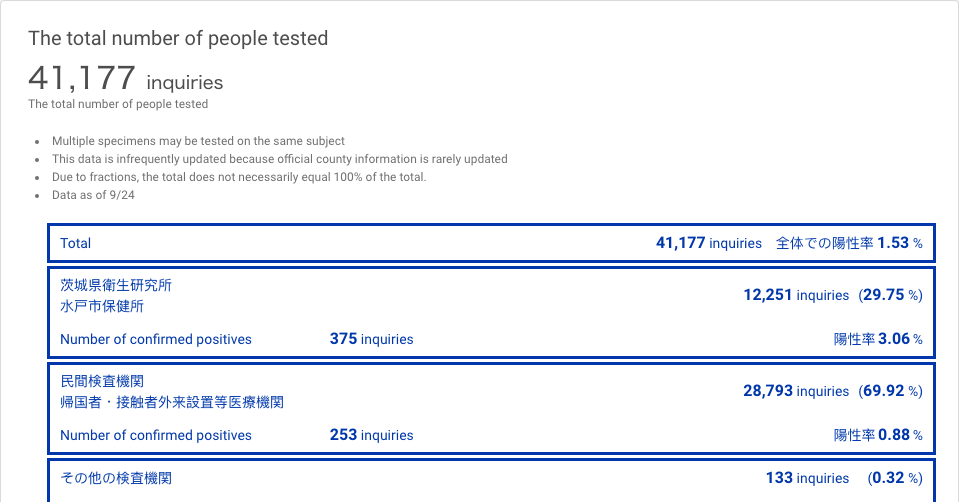 The total number of people tested
41,177 inquiries
The total number of people tested
Multiple specimens may be tested on the same subject
This data is infrequently updated because official county information is rarely updated
Due to fractions, the total does not necessarily equal 100% of the total.
Data as of 9/24
Total 41,177 inquiries 全体での陽性率 1.53 %
茨城県衛生研究所
水戸市保健所
12,251 inquiries (29.75 %)
Number of confirmed positives 375 inquiries 陽性率 3.06 %
民間検査機関
帰国者・接触者外来設置等医療機関
28,793 inquiries (69.92 %)
Number of confirmed positives 253 inquiries 陽性率 0.88 %
その他の検査機関 133 inquiries (0.32 %)